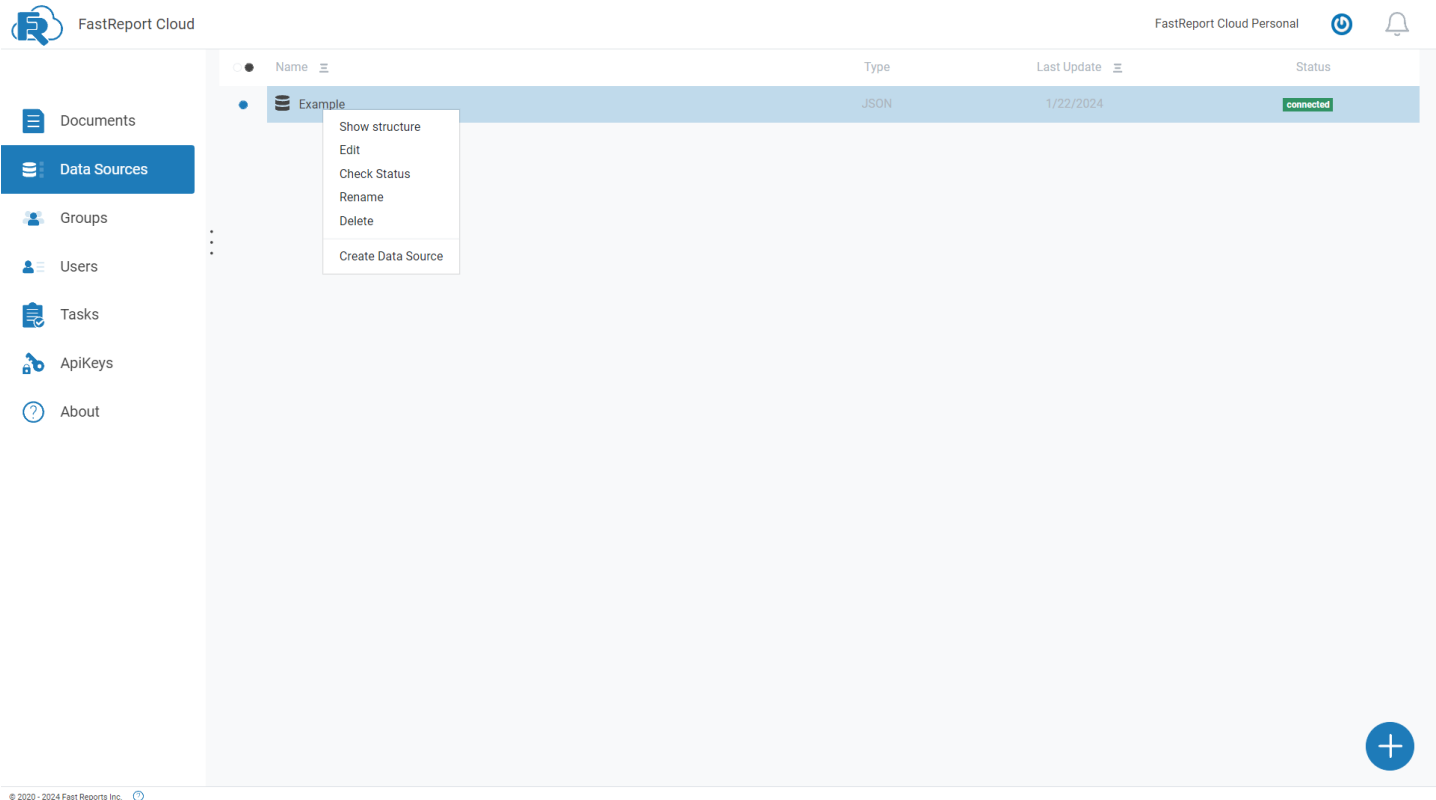 FastReport Cloud
FastReport Cloud Personal
Name
Type
Last Update
Status
Example
JSON
1/22/2024
connected
Show structure
Edit
Check Status
Rename
Delete
Create Data Source
Documents
Data Sources
Groups
Users
Tasks
ApiKeys
About
© 2020 - 2024 Fast Reports Inc.